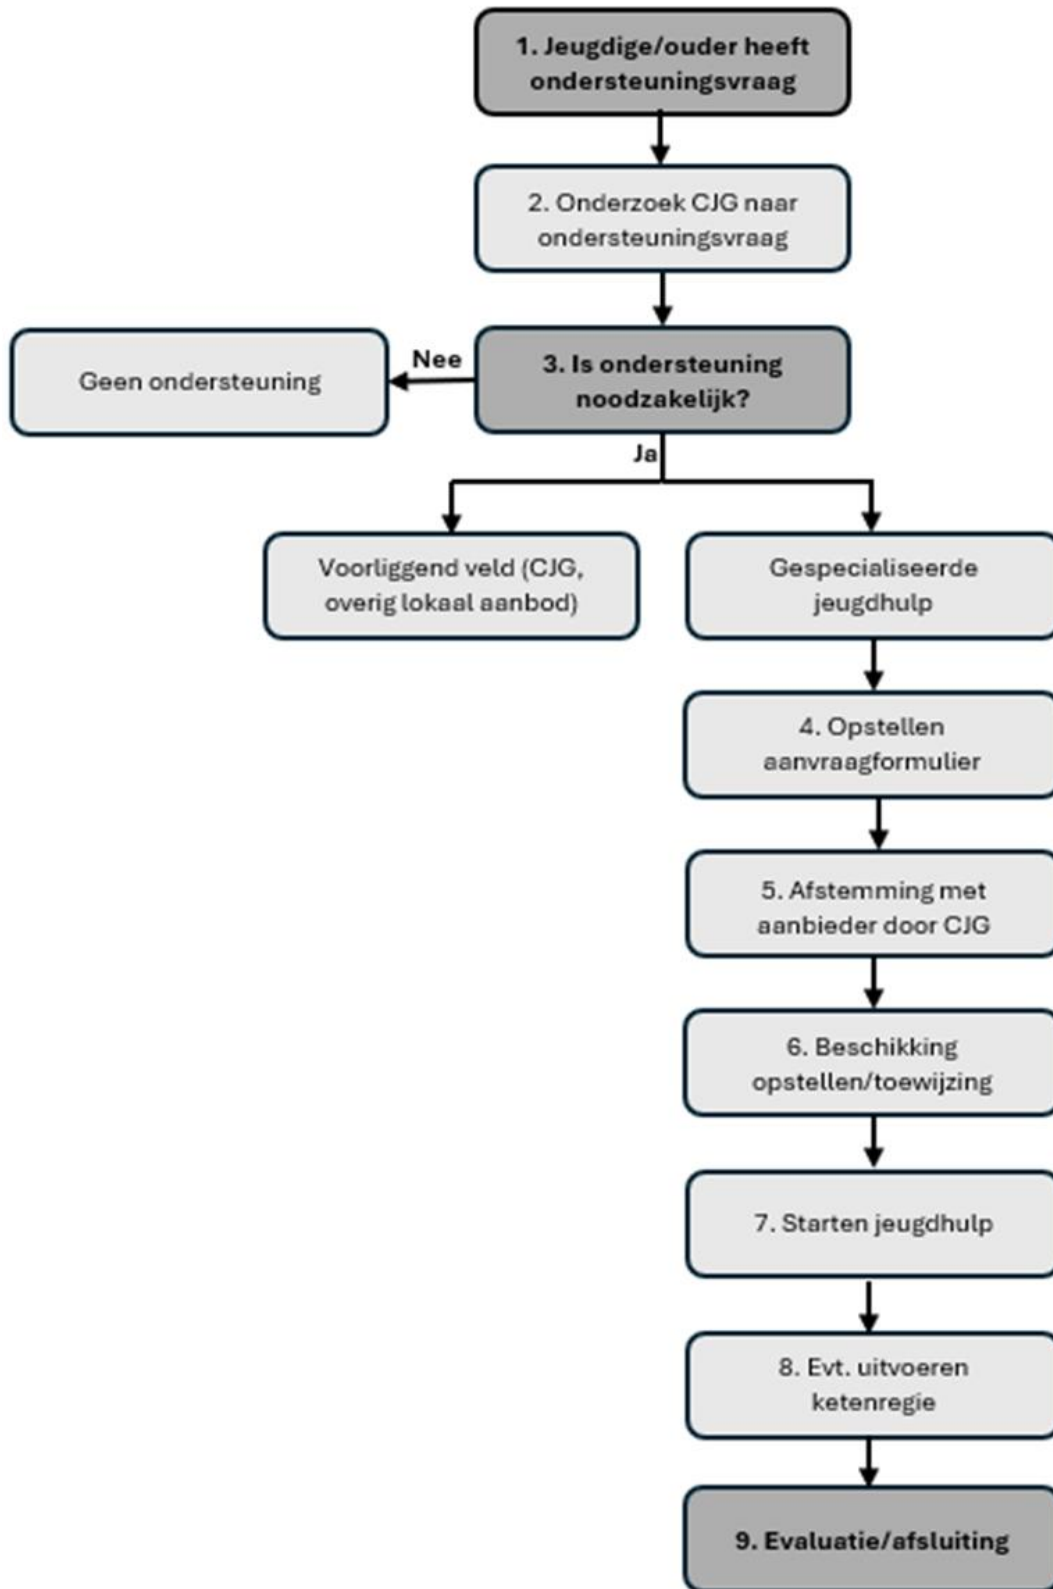 1. Jeugdige/ouder heeft
ondersteuningsvraag
2. Onderzoek CJG naar
ondersteuningsvraag
Nee
3. Is ondersteuning
noodzakelijk?
Geen ondersteuning
Ja
Voorliggend veld (CJG,
overig lokaal aanbod)
Gespecialiseerde
jeugdhulp
4. Opstellen
aanvraagformulier
5. Afstemming met
aanbieder door CJG
6. Beschikking
opstellen/toewijzing
7. Starten jeugdhulp
8. Evt. uitvoeren
ketenregie
9. Evaluatie/afsluiting